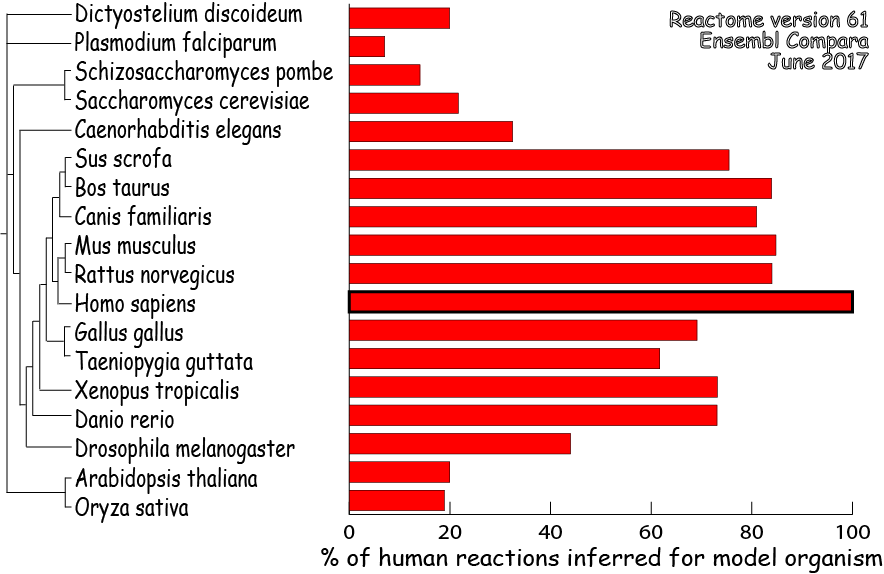 Dictyostelium discoideum
Plasmodium falciparum
Schizosaccharomyces pombe
Saccharomyces cerevisiae
Caenorhabditis elegans
Sus scrofa
Bos taurus
Canis familiaris
Mus musculus
Rattus norvegicus
Homo sapiens
Gallus gallus
Taeniopygia guttata
Xenopus tropicalis
Danio rerio
Drosophila melanogaster
Arabidopsis thaliana
Oryza sativa
Reactome version 61
Ensembl Compara
June 2017
0 20 40 60 80 100
% of human reactions inferred for model organism